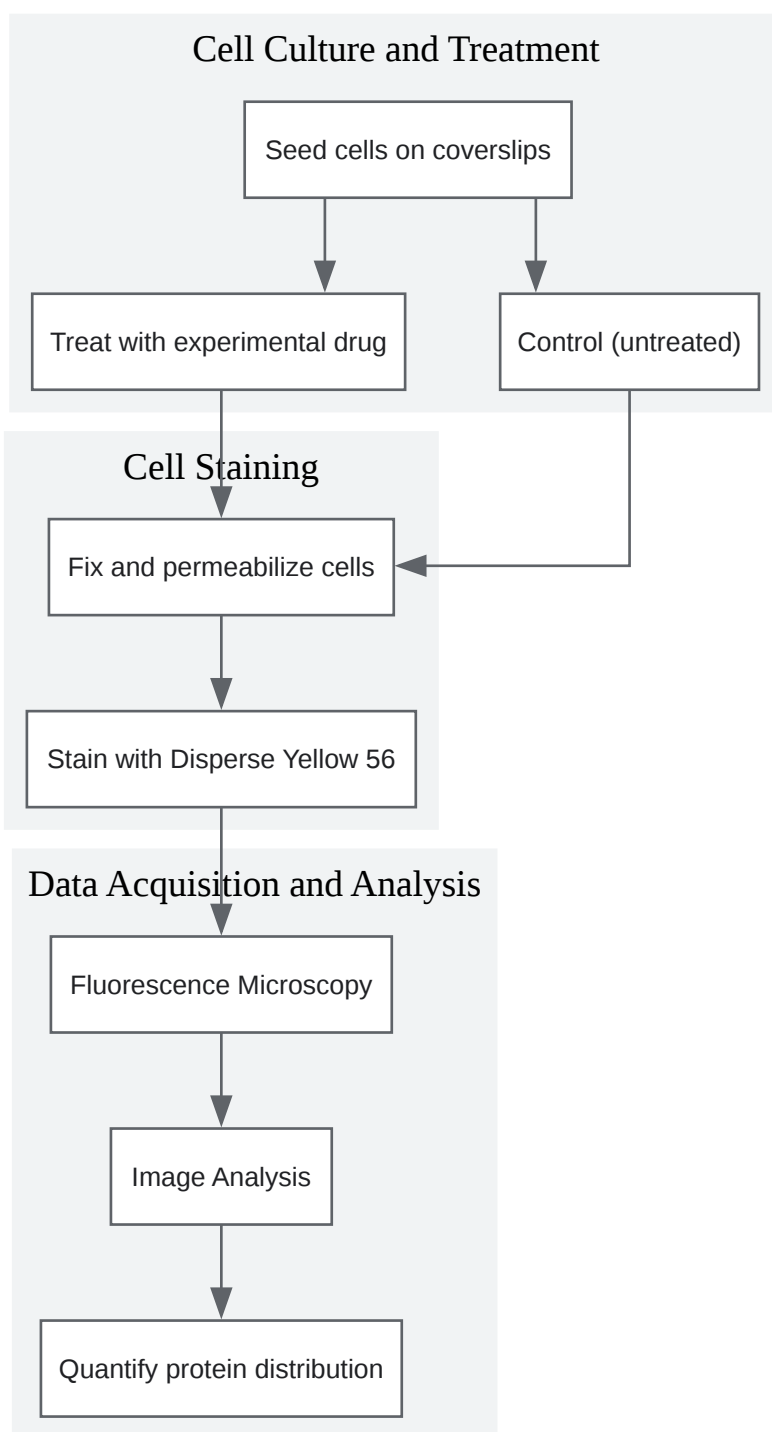 Cell Culture and Treatment
Seed cells on coverslips
Treat with experimental drug
Control (untreated)
Cell Staining
Fix and permeabilize cells
Stain with Disperse Yellow 56
Data Acquisition and Analysis
Fluorescence Microscopy
Image Analysis
Quantify protein distribution